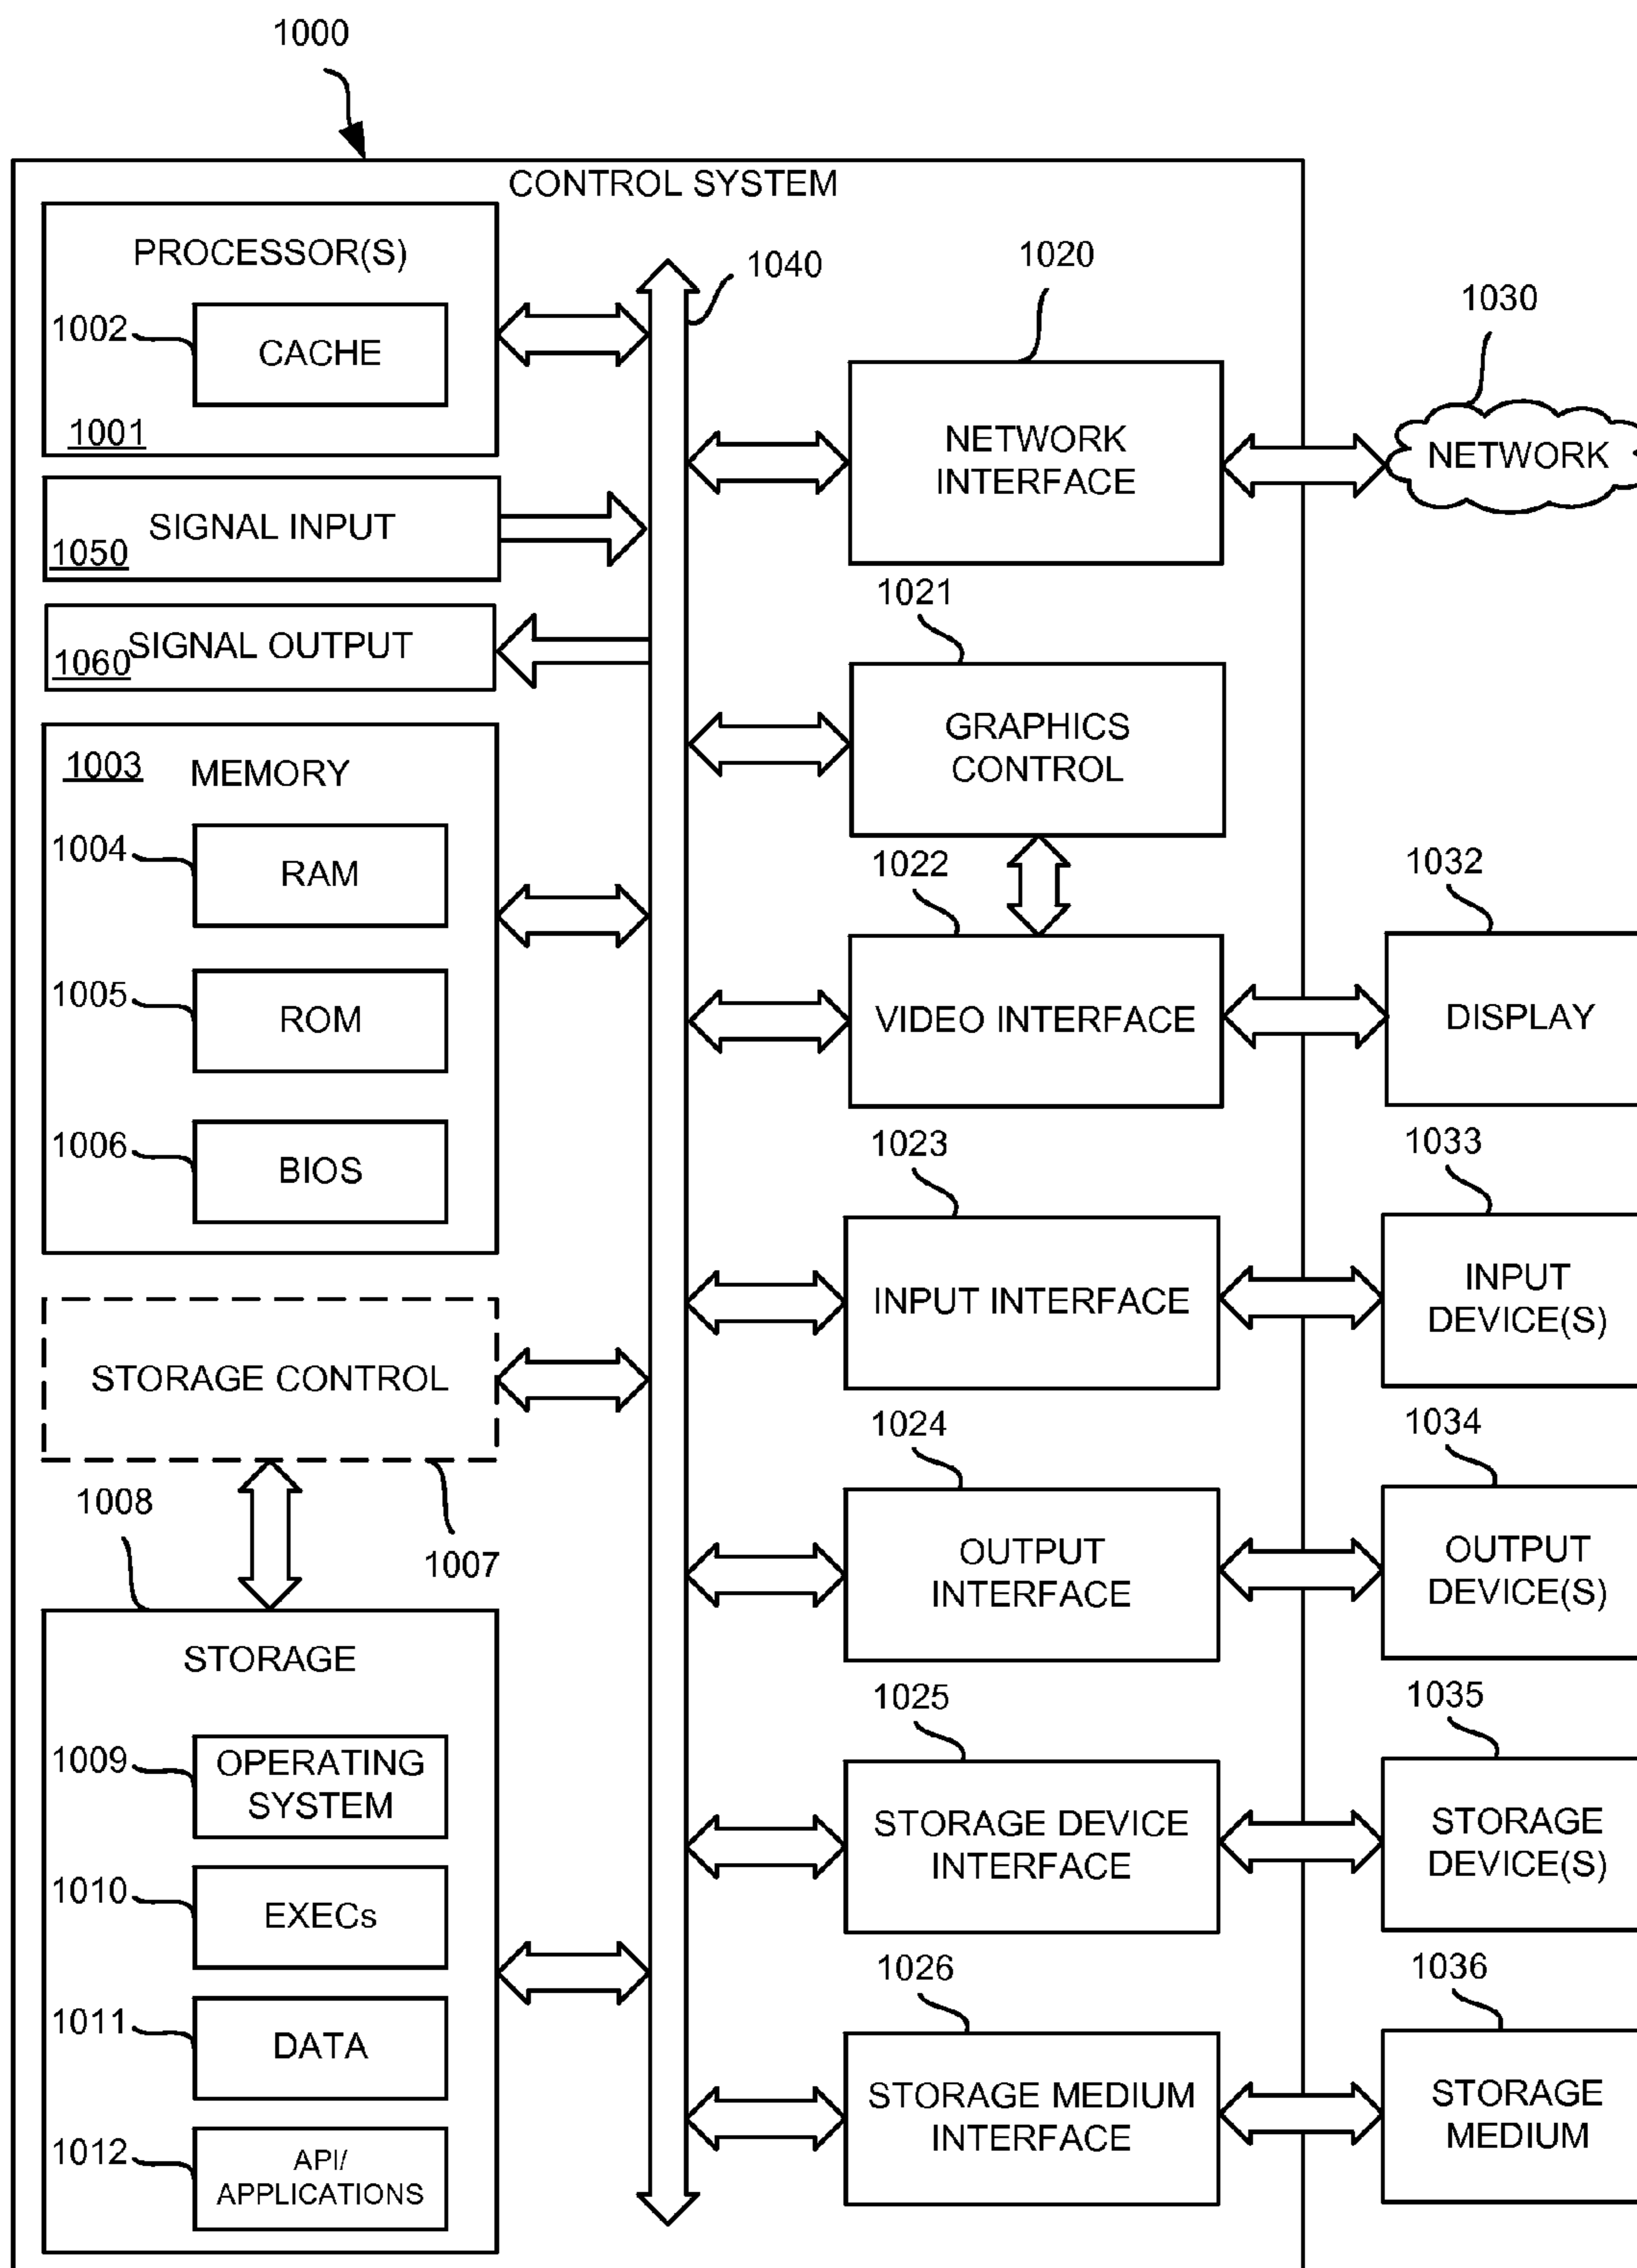 1000
CONTROL SYSTEM
PROCESSOR(S)
1002
CACHE
1001
SIGNAL INPUT
1050
SIGNAL OUTPUT
1060
1003
MEMORY
1004
RAM
1005
ROM
1006
BIOS
STORAGE CONTROL
1007
1008
STORAGE
1009
OPERATING
SYSTEM
1010
EXECs
1011
DATA
1012
API/
APPLICATIONS
1040
1020
NETWORK
INTERFACE
1030
NETWORK
1021
GRAPHICS
CONTROL
1022
VIDEO INTERFACE
1032
DISPLAY
1023
INPUT INTERFACE
1033
INPUT
DEVICE(S)
1024
OUTPUT
INTERFACE
1034
OUTPUT
DEVICE(S)
1025
STORAGE DEVICE
INTERFACE
1035
STORAGE
DEVICE(S)
1026
STORAGE MEDIUM
INTERFACE
1036
STORAGE
MEDIUM